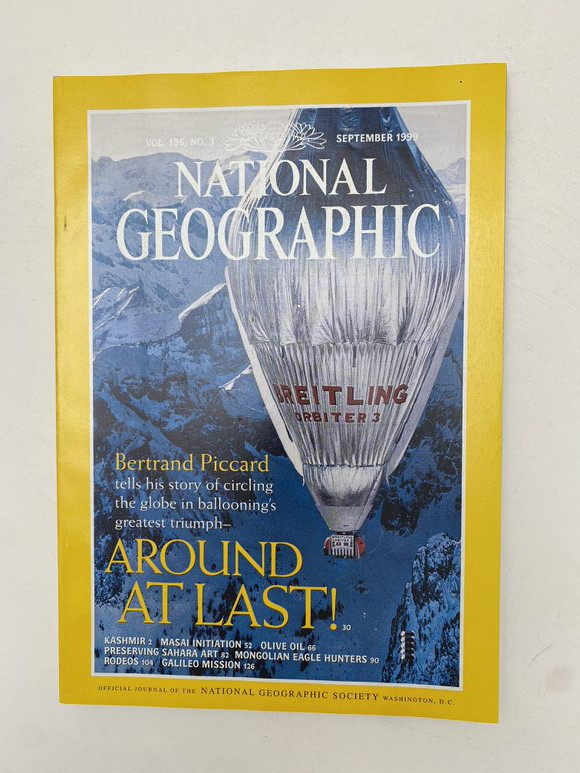 VOL. 196, NO. 3 SEPTEMBER 1999
NATIONAL
GEOGRAPHIC
BREITLING
ORBITER 3
Bertrand Piccard
tells his story of circling
the globe in ballooning's
greatest triumph–
AROUND
AT LAST! 30
KASHMIR 2 MASAI INITIATION 52 OLIVE OIL 66
PRESERVING SAHARA ART 82 MONGOLIAN EAGLE HUNTERS 90
RODEOS 104 GALILEO MISSION 126
OFFICIAL JOURNAL OF THE NATIONAL GEOGRAPHIC SOCIETY WASHINGTON, D.C.